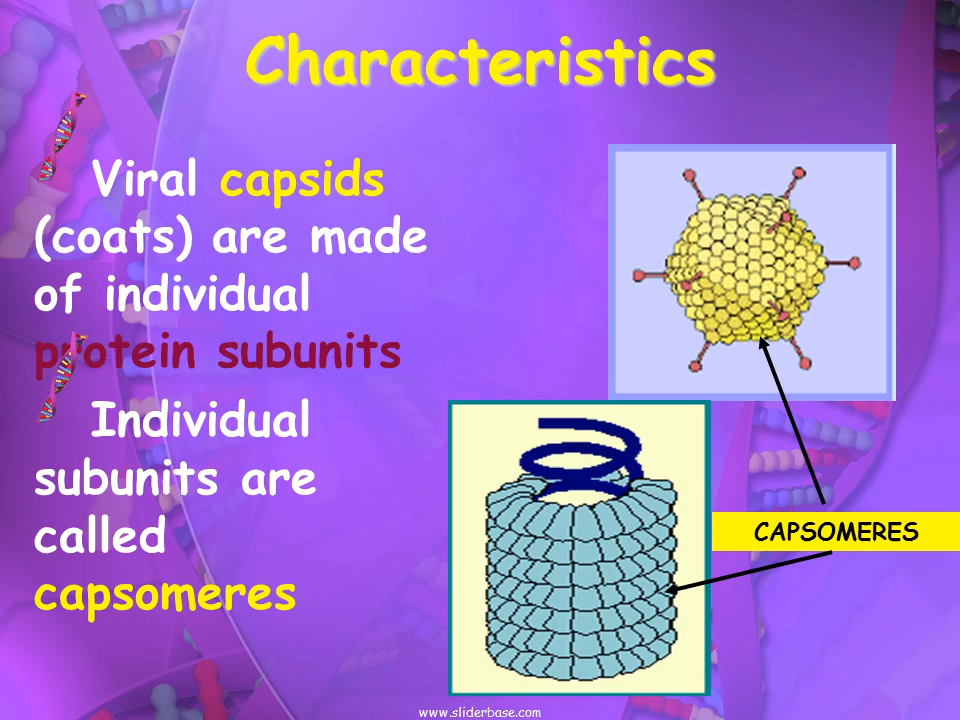 Characteristics
Viral capsids
(coats) are made
of individual
protein subunits
Individual
subunits are
called
capsomeres
CAPSOMERES
www.sliderbase.com